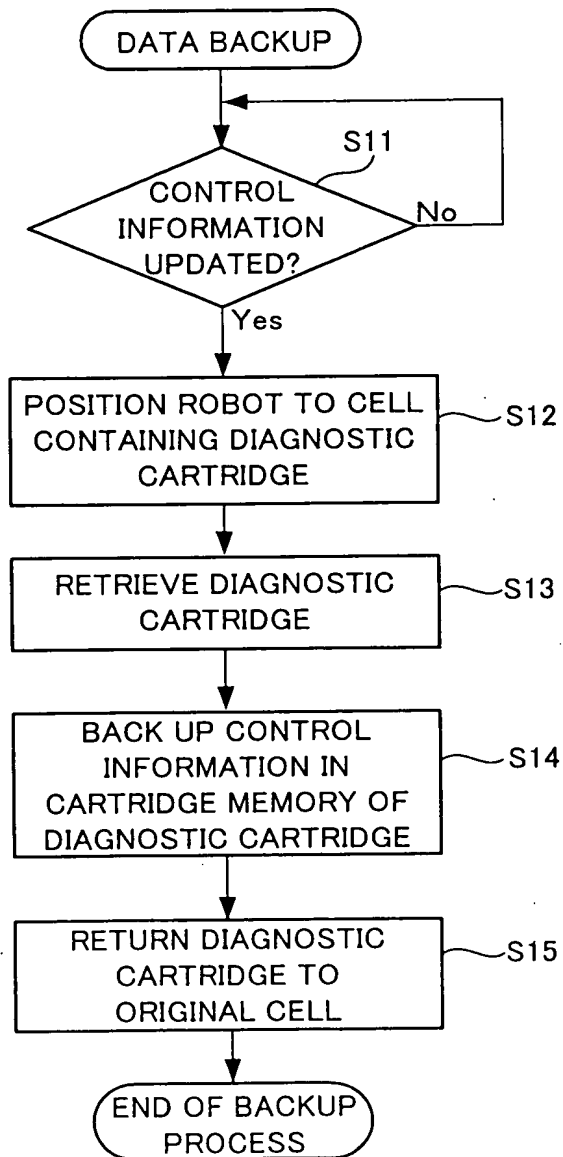 DATA BACKUP
S11
CONTROL
INFORMATION
UPDATED?
No
Yes
POSITION ROBOT TO CELL
CONTAINING DIAGNOSTIC
CARTRIDGE
S12
RETRIEVE DIAGNOSTIC
CARTRIDGE
S13
BACK UP CONTROL
INFORMATION IN
CARTRIDGE MEMORY OF
DIAGNOSTIC CARTRIDGE
S14
RETURN DIAGNOSTIC
CARTRIDGE TO
ORIGINAL CELL
S15
END OF BACKUP
PROCESS